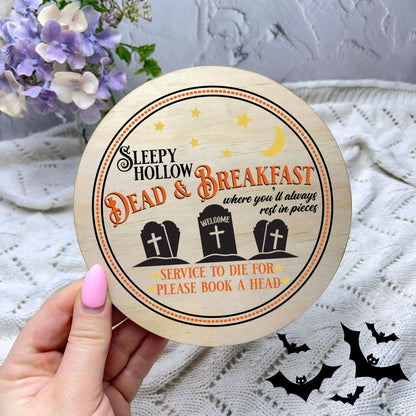 SLEEPY
HOLLOW
DEAD & BREAKFAST
where you'll always
rest in pieces
WELCOME
SERVICE TO DIE FOR
PLEASE BOOK A HEAD